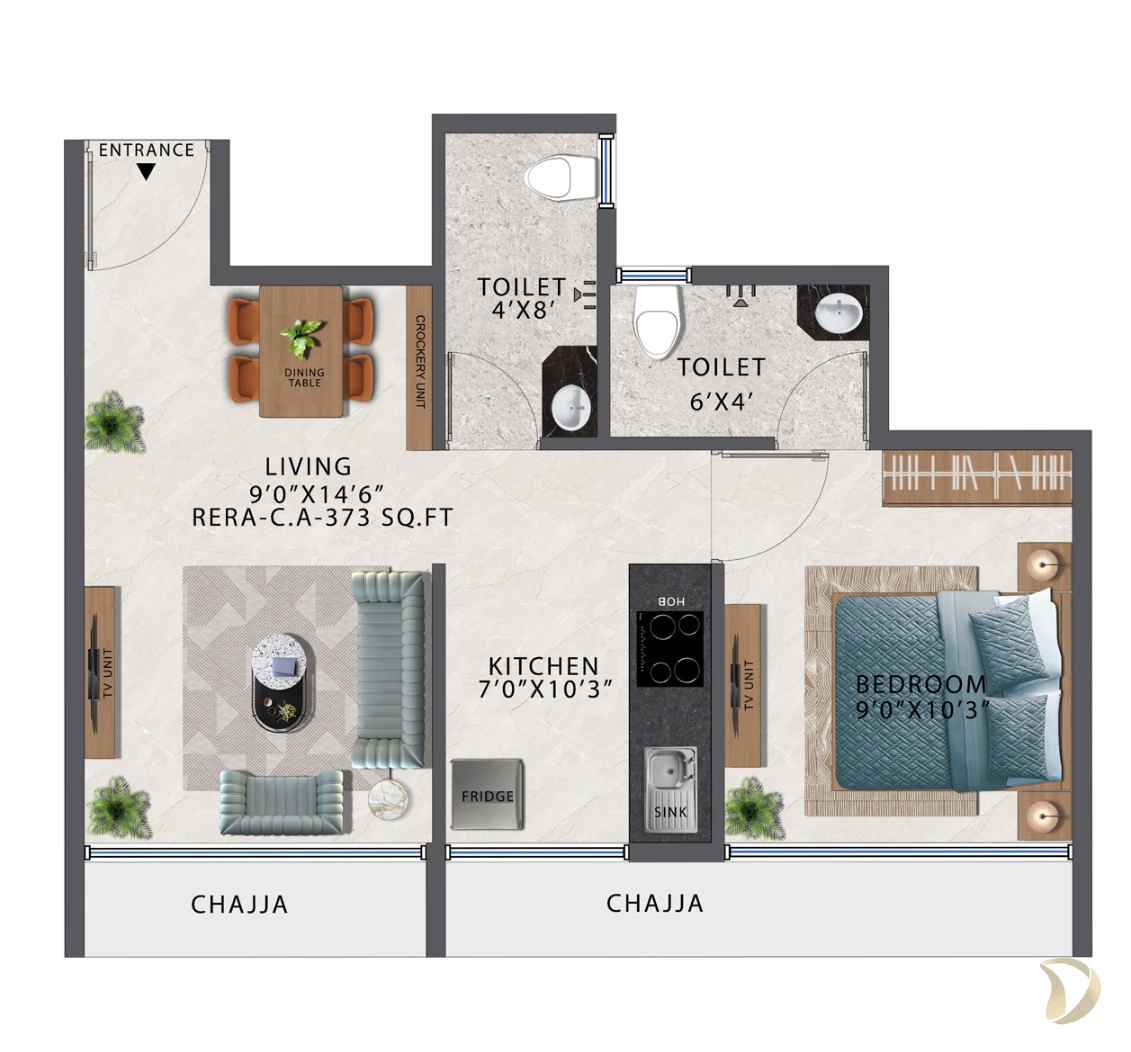 ENTRANCE
TOILET
4'X8'
TOILET
6'X4'
DINING
TABLE
CROCKERY UNIT
LIVING
9'0"X14'6"
RERA-C.A-373 SQ.FT
HOB
TV UNIT
KITCHEN
7'0"X10'3"
TV UNIT
BEDROOM
9'0"X10'3"
FRIDGE
SINK
CHAJJA
CHAJJA